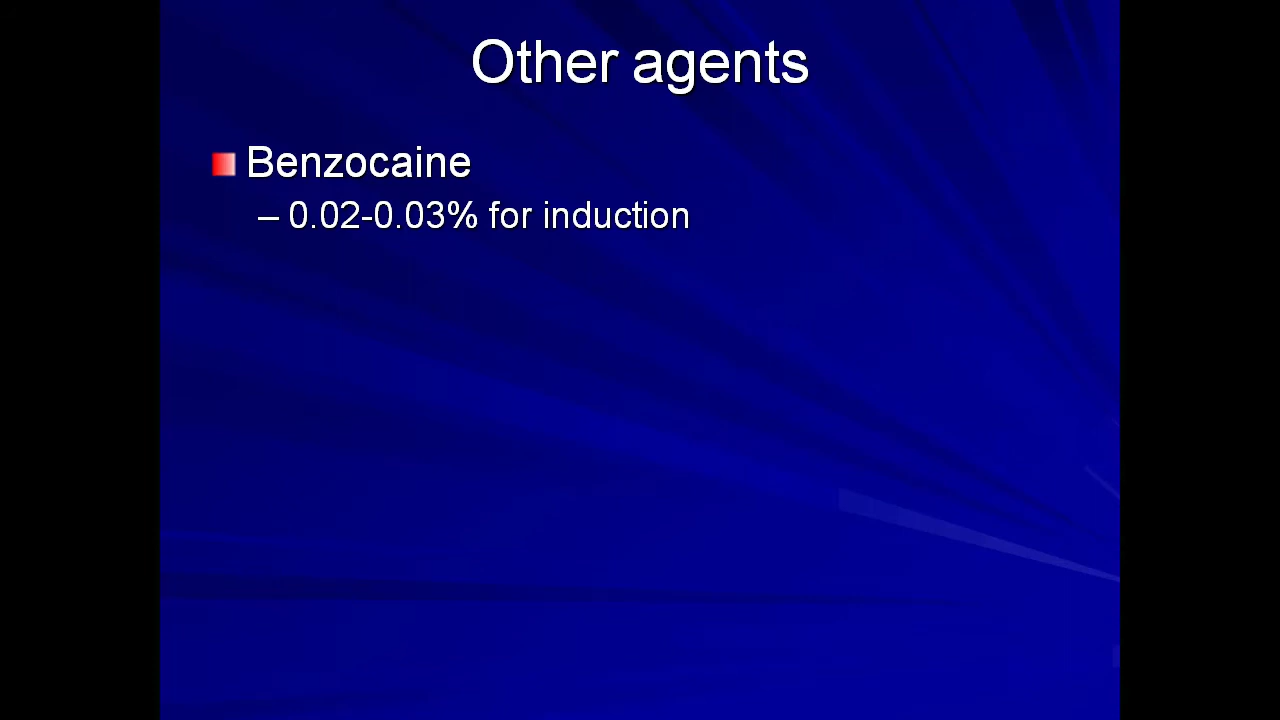 Other agents
Benzocaine
– 0.02-0.03% for induction